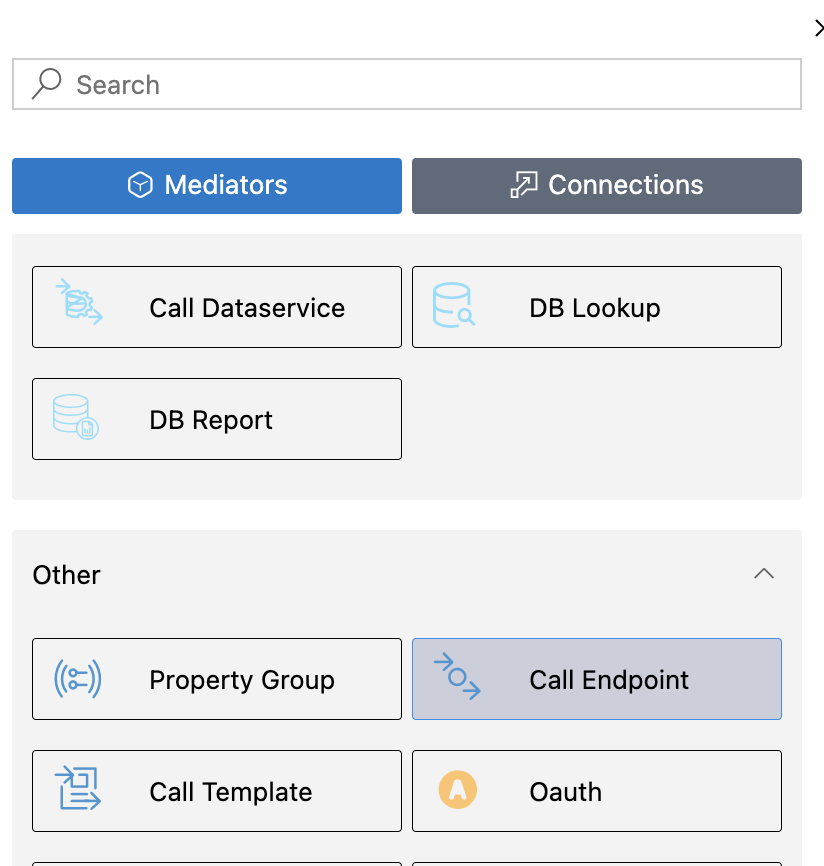 Search
Mediators
Connections
Call Dataservice
DB Lookup
DB Report
Other
Property Group
Call Endpoint
Call Template
Oauth